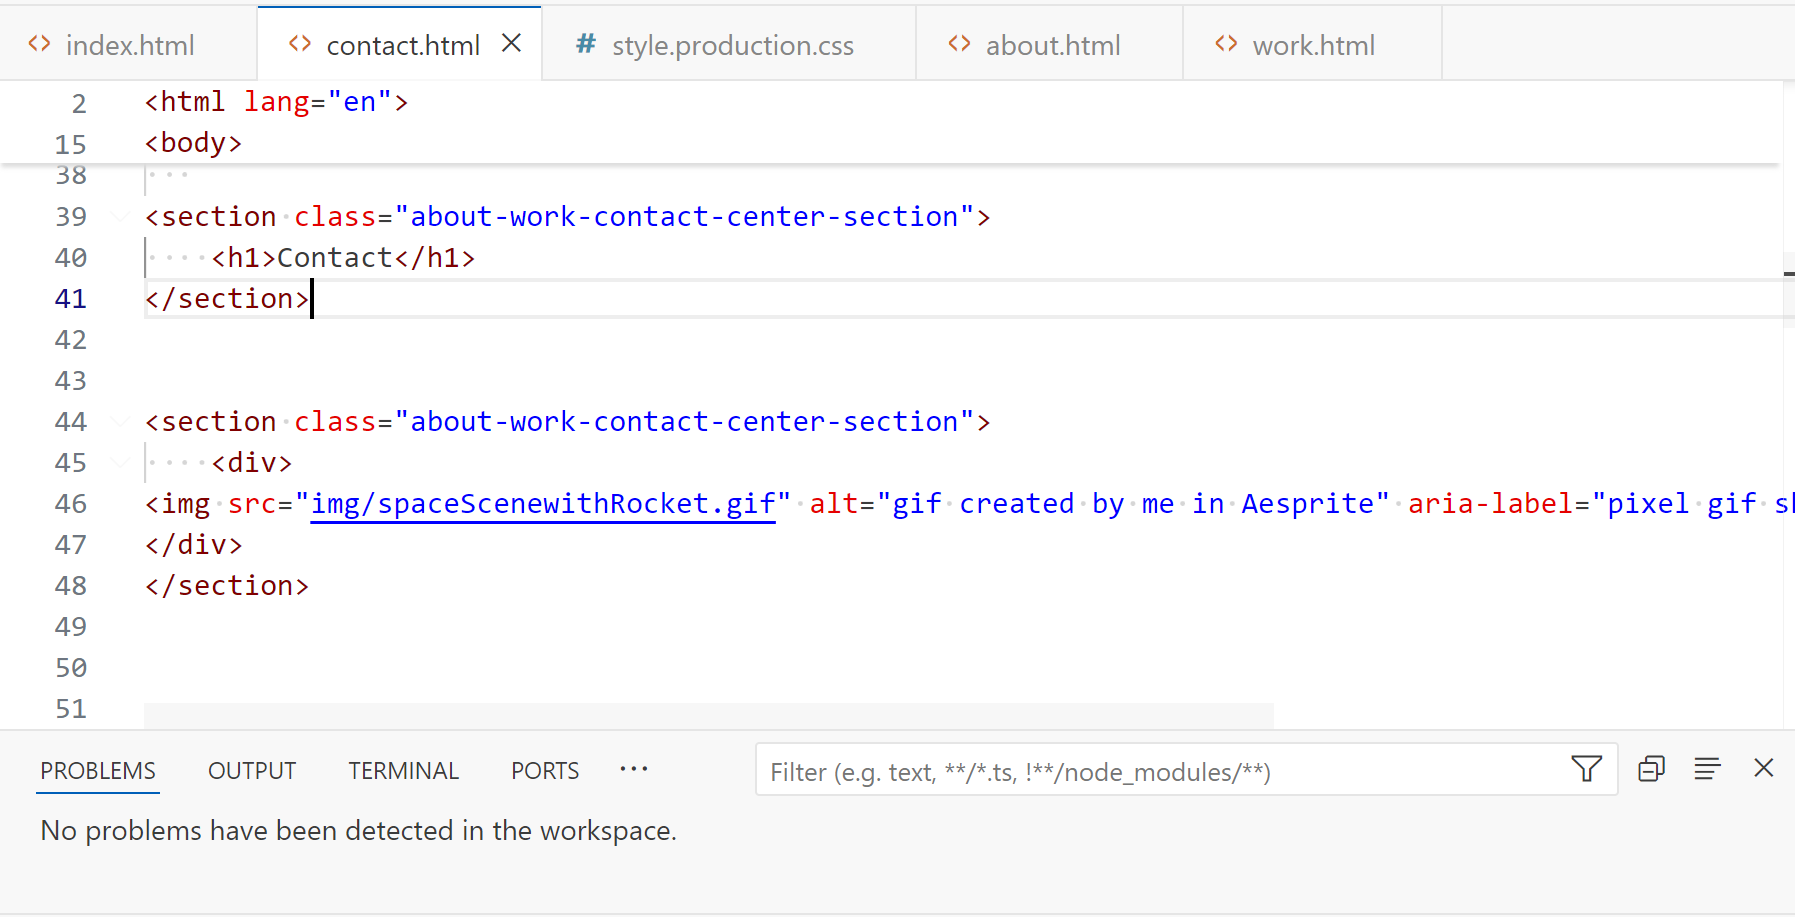 index.html contact.html style.production.css about.html work.html
2 <html lang="en">
15 <body>
38
39 <section class="about-work-contact-center-section">
40 <h1>Contact</h1>
41 </section>
42
43
44 <section class="about-work-contact-center-section">
45 <div>
46 <img src="img/spaceScenewithRocket.gif" alt="gif created by me in Aesprite" aria-label="pixel gif
47 </div>
48 </section>
49
50
51
PROBLEMS OUTPUT TERMINAL PORTS ··· Filter (e.g. text, **/*.ts, !**/node_modules/**)
No problems have been detected in the workspace.